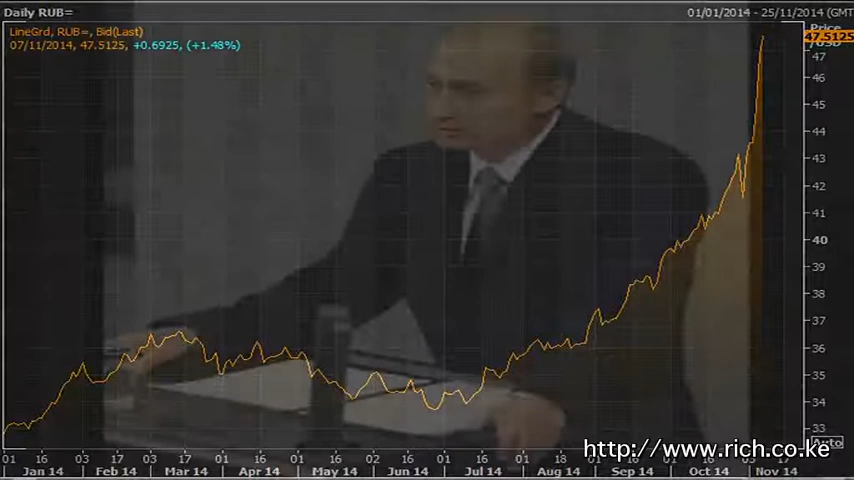 Daily RUB= 01/01/2014 - 25/11/2014 (GMT
LineGrd, RUB=, Bid(Last) Price
07/11/2014, 47.5125, +0.6925, (+1.48%) 47.5125
/USD
47
46
45
44
43
42
41
40
39
38
37
36
35
34
33
Auto
http://www.rich.co.ke
01 16 03 17 03 17 01 16 01 16 02 16 01 16 01 18 01 16 01 16 03
Jan 14 Feb 14 Mar 14 Apr 14 May 14 Jun 14 Jul 14 Aug 14 Sep 14 Oct 14 Nov 14